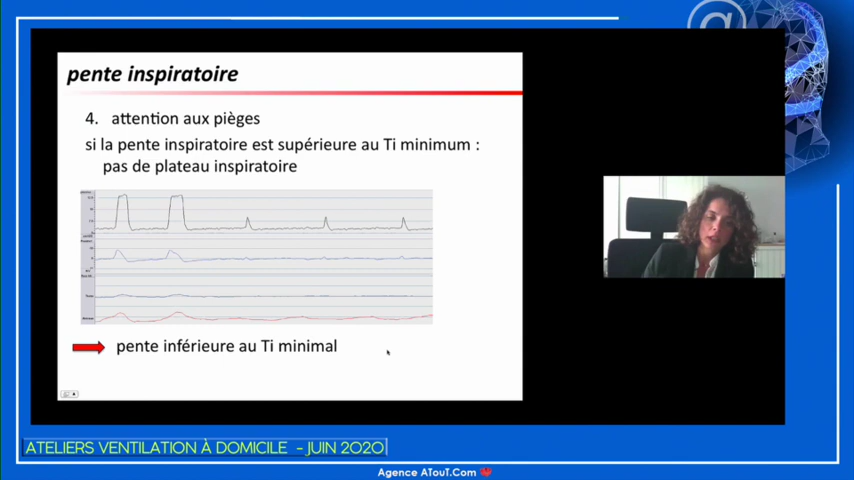 pente inspiratoire
4. attention aux pièges
si la pente inspiratoire est supérieure au Ti minimum :
pas de plateau inspiratoire
pente inférieure au Ti minimal
ATELIERS VENTILATION À DOMICILE - JUIN 2020
Agence ATouT.Com